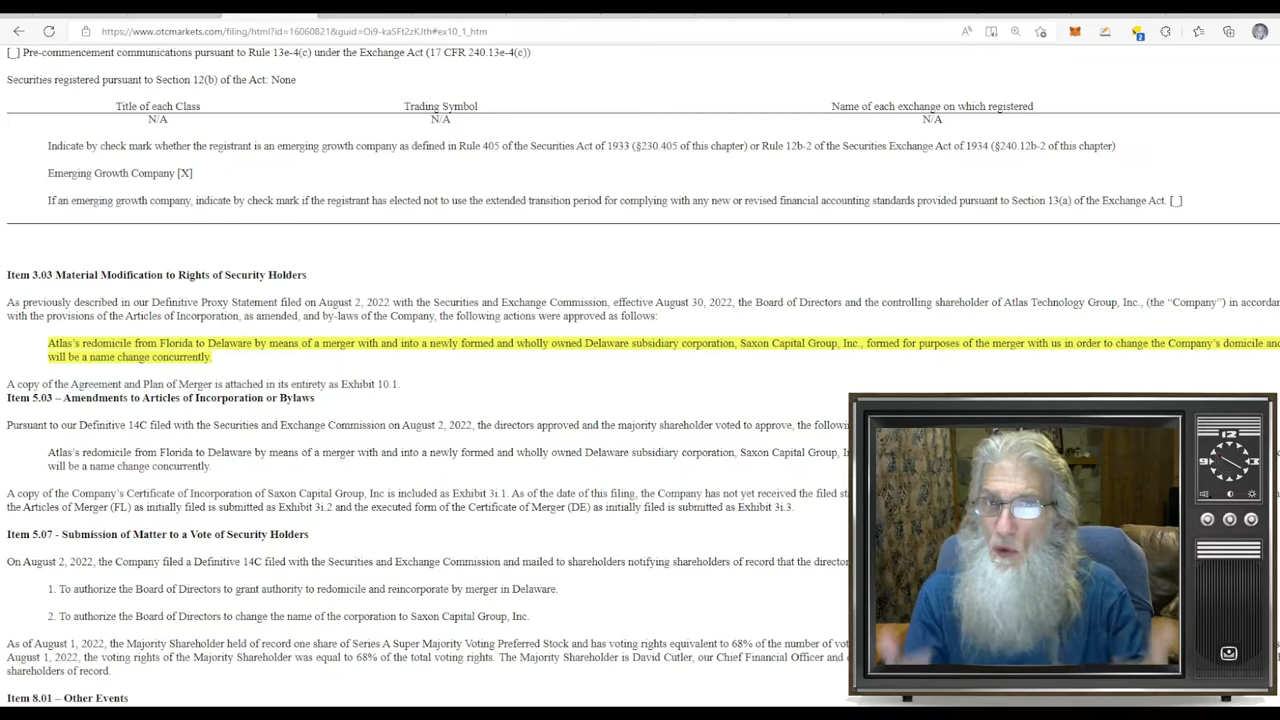 https://www.otcmarkets.com/filing/html?id=16060821&guid=Oi9-kaSFt2zKJth#ex10_1_htm
2
[_] Pre-commencement communications pursuant to Rule 13e-4(c) under the Exchange Act (17 CFR 240.13e-4(c))
Securities registered pursuant to Section 12(b) of the Act: None
Title of each Class Trading Symbol Name of each exchange on which registered
N/A N/A N/A
Indicate by check mark whether the registrant is an emerging growth company as defined in Rule 405 of the Securities Act of 1933 (§230.405 of this chapter) or Rule 12b-2 of the Securities Exchange Act of 1934 (§240.12b-2 of this chapter)
Emerging Growth Company [X]
If an emerging growth company, indicate by check mark if the registrant has elected not to use the extended transition period for complying with any new or revised financial accounting standards provided pursuant to Section 13(a) of the Exchange Act. [_]
Item 3.03 Material Modification to Rights of Security Holders
As previously described in our Definitive Proxy Statement filed on August 2, 2022 with the Securities and Exchange Commission, effective August 30, 2022, the Board of Directors and the controlling shareholder of Atlas Technology Group, Inc., (the “Company”) in accordan
with the provisions of the Articles of Incorporation, as amended, and by-laws of the Company, the following actions were approved as follows:
Atlas’s redomicile from Florida to Delaware by means of a merger with and into a newly formed and wholly owned Delaware subsidiary corporation, Saxon Capital Group, Inc., formed for purposes of the merger with us in order to change the Company’s domicile and
will be a name change concurrently.
A copy of the Agreement and Plan of Merger is attached in its entirety as Exhibit 10.1.
Item 5.03 – Amendments to Articles of Incorporation or Bylaws
Pursuant to our Definitive 14C filed with the Securities and Exchange Commission on August 2, 2022, the directors approved and the majority shareholder voted to approve, the followi
Atlas’s redomicile from Florida to Delaware by means of a merger with and into a newly formed and wholly owned Delaware subsidiary corporation, Saxon Capital Group, I
will be a name change concurrently.
A copy of the Company’s Certificate of Incorporation of Saxon Capital Group, Inc is included as Exhibit 3i.1. As of the date of this filing, the Company has not yet received the filed st
the Articles of Merger (FL) as initially filed is submitted as Exhibit 3i.2 and the executed form of the Certificate of Merger (DE) as initially filed is submitted as Exhibit 3i.3.
Item 5.07 - Submission of Matter to a Vote of Security Holders
On August 2, 2022, the Company filed a Definitive 14C filed with the Securities and Exchange Commission and mailed to shareholders notifying shareholders of record that the director
1. To authorize the Board of Directors to grant authority to redomicile and reincorporate by merger in Delaware.
2. To authorize the Board of Directors to change the name of the corporation to Saxon Capital Group, Inc.
As of August 1, 2022, the Majority Shareholder held of record one share of Series A Super Majority Voting Preferred Stock and has voting rights equivalent to 68% of the number of vot
August 1, 2022, the voting rights of the Majority Shareholder was equal to 68% of the total voting rights. The Majority Shareholder is David Cutler, our Chief Financial Officer and
shareholders of record.
Item 8.01 – Other Events
12
9 3